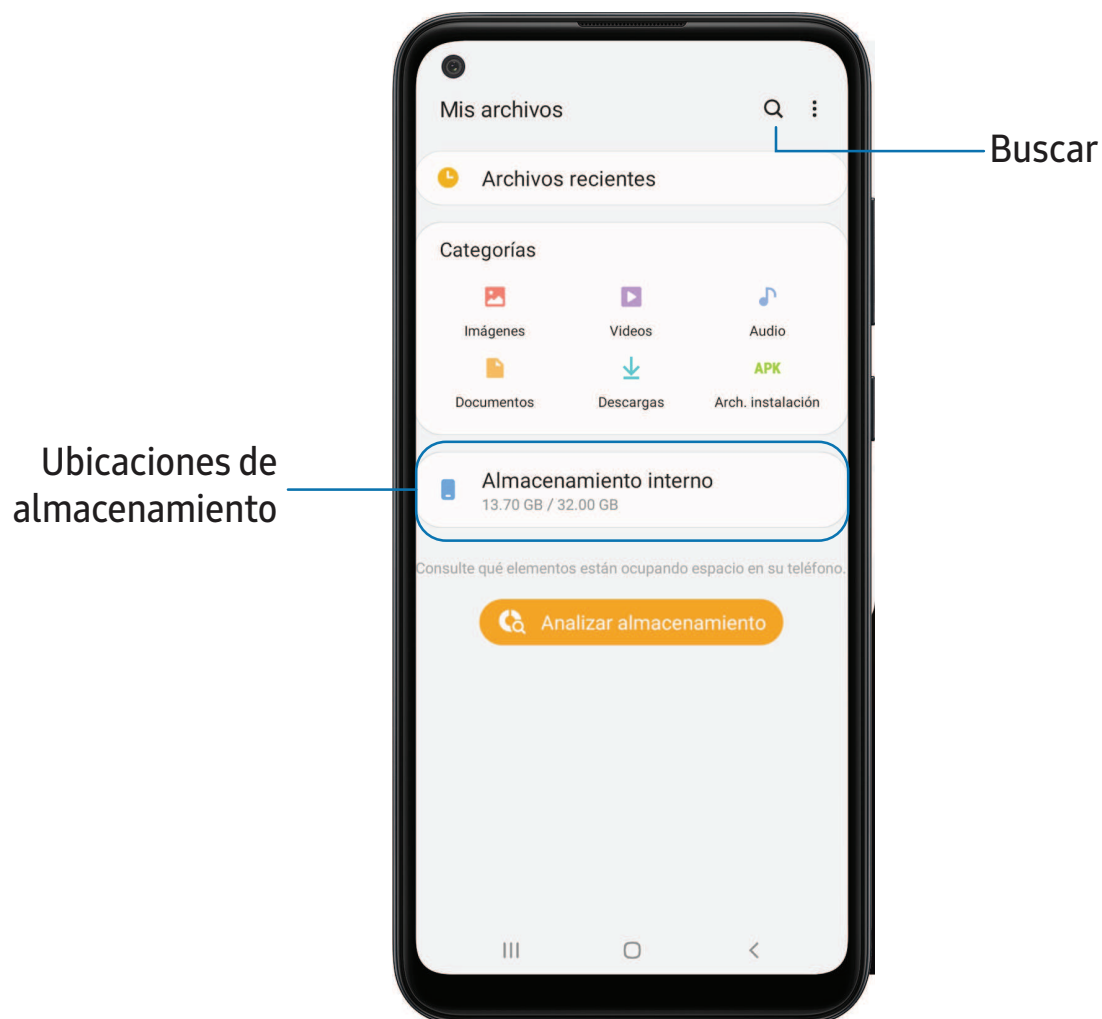 Mis archivos
Buscar
Archivos recientes
Categorías
Imágenes
Videos
Audio
APK
Documentos
Descargas
Arch. instalación
Ubicaciones de
almacenamiento
Almacenamiento interno
13.70 GB / 32.00 GB
Consulte qué elementos están ocupando espacio en su teléfono.
Analizar almacenamiento